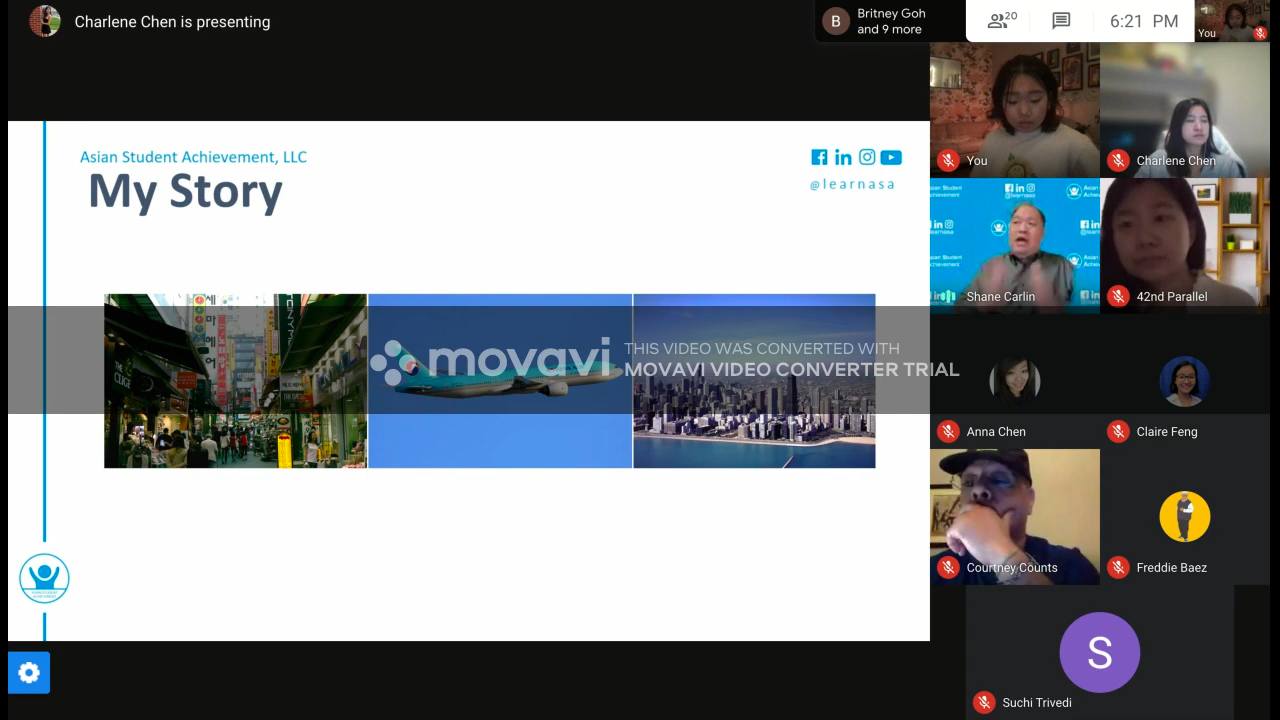 Charlene Chen is presenting
B
Britney Goh
and 9 more
20
6:21 PM
You
Asian Student Achievement, LLC
My Story
@learnasa
You
Charlene Chen
Shane Carlin
42nd Parallel
movavi
THIS VIDEO WAS CONVERTED WITH
MOVAVI VIDEO CONVERTER TRIAL
Anna Chen
Claire Feng
Courtney Counts
Freddie Baez
S
Suchi Trivedi